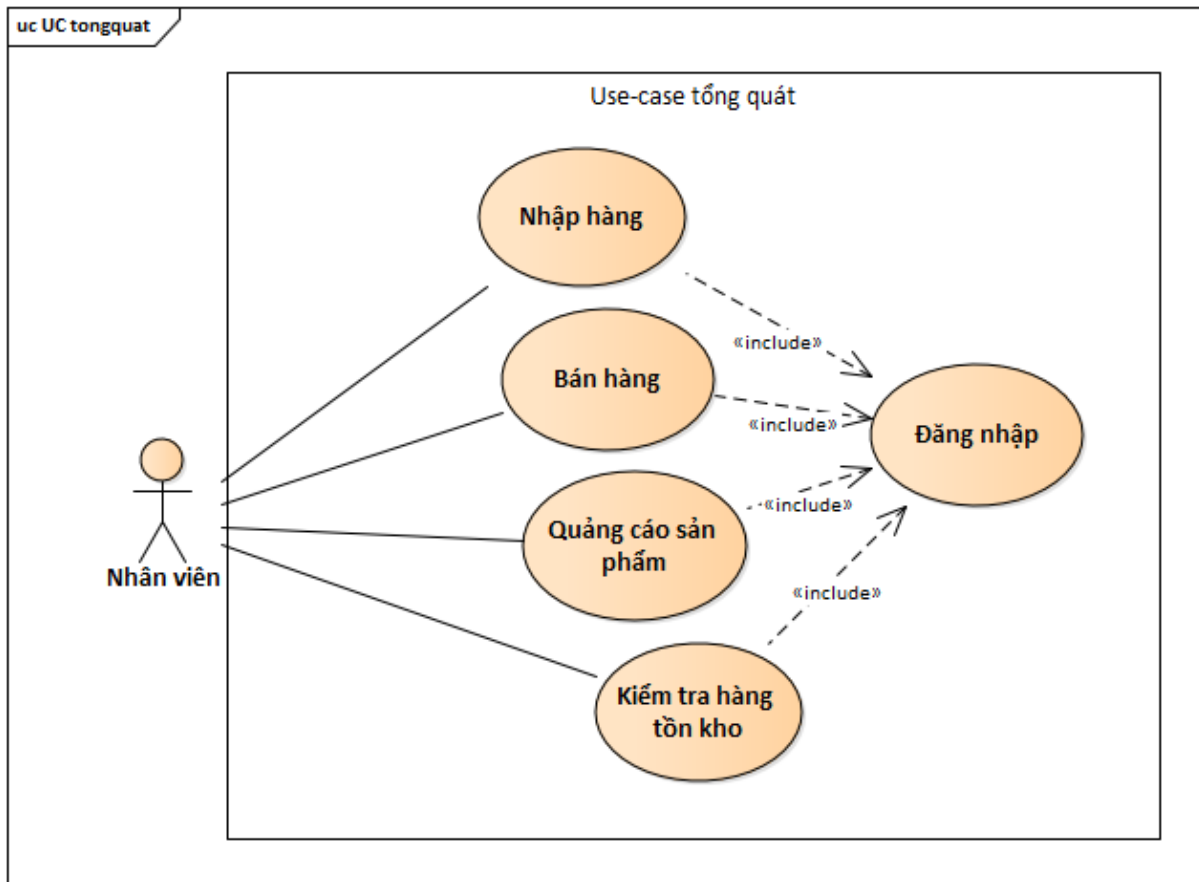 uc UC tongquat
Use-case tổng quát
Nhập hàng
«include»
Bán hàng
«include»
Đăng nhập
Quảng cáo sản
phẩm
«include»
Nhân viên
«include»
Kiểm tra hàng
tồn kho